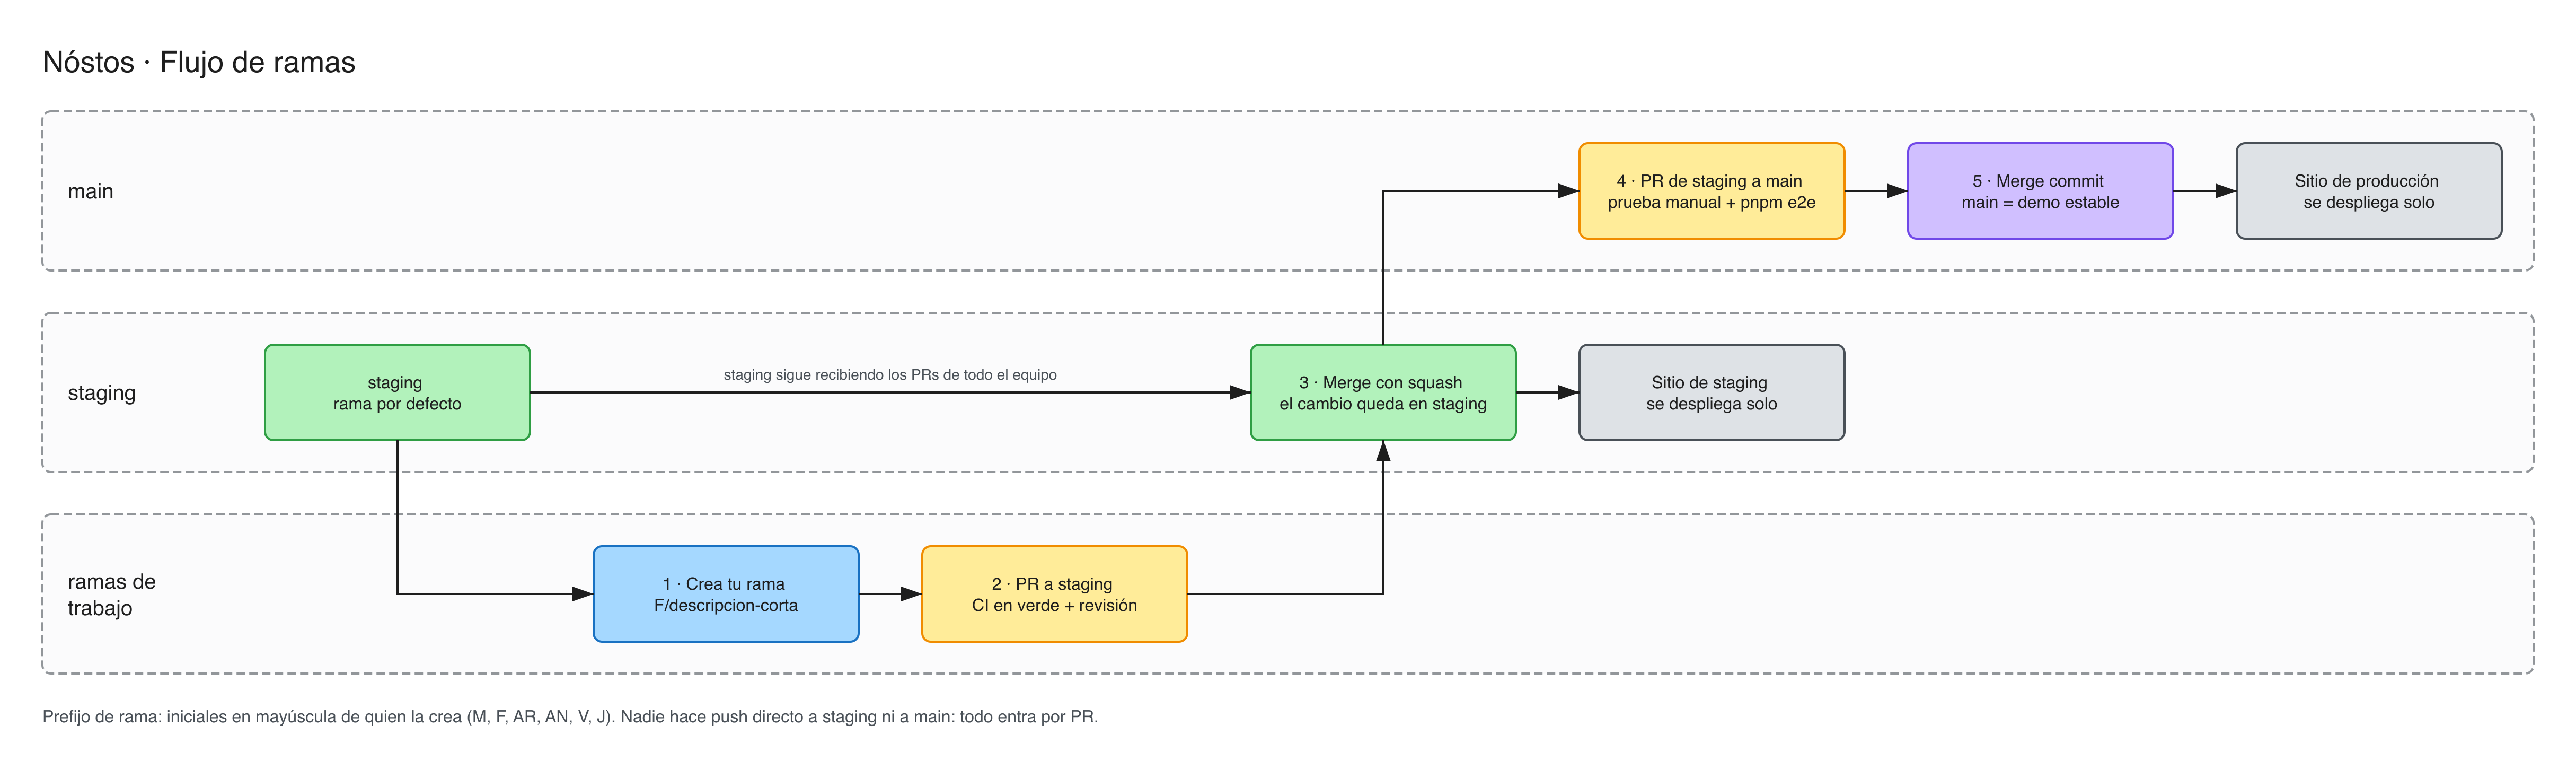 Nóstos · Flujo de ramas
main
4 · PR de staging a main
prueba manual + pnpm e2e
5 · Merge commit
main = demo estable
Sitio de producción
se despliega solo
staging
staging
rama por defecto
staging sigue recibiendo los PRs de todo el equipo
3 · Merge con squash
el cambio queda en staging
Sitio de staging
se despliega solo
ramas de
trabajo
1 · Crea tu rama
F/descripcion-corta
2 · PR a staging
CI en verde + revisión
Prefijo de rama: iniciales en mayúscula de quien la crea (M, F, AR, AN, V, J). Nadie hace push directo a staging ni a main: todo entra por PR.